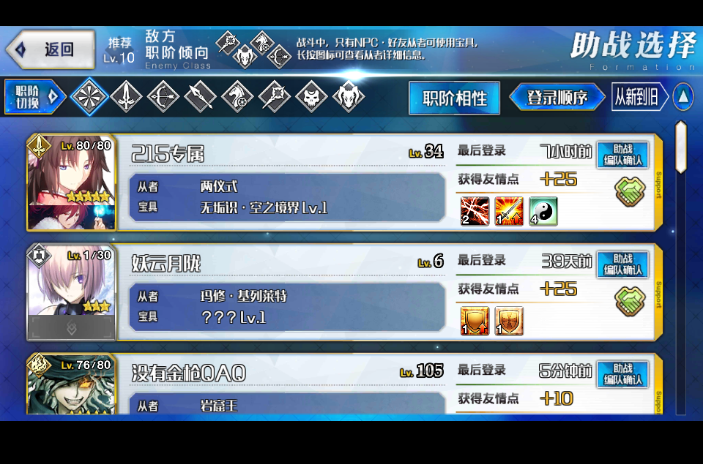 返回
推荐
Lv.10
敌方
职阶倾向
Enemy Class
战斗中，只有NPC·好友从者可使用宝具。
长按图标可查看从者详细信息。
助战选择
Formation
职阶
切换
职阶相性
登录顺序
从新到旧
Lv. 80/80
215专属
Lv. 34
从者 两仪式
宝具 无垢识·空之境界Lv.1
最后登录 7小时前
获得友情点 +25
2
1
4
助战
编队确认
Support
Lv. 1/30
妖云月胧
Lv. 6
从者 玛修·基列莱特
宝具 ？？？Lv.1
最后登录 39天前
获得友情点 +25
1
1
助战
编队确认
Support
Lv. 76/80
没有金枪QAQ
Lv. 105
从者 岩窟王
最后登录 5分钟前
获得友情点 +10
助战
编队确认